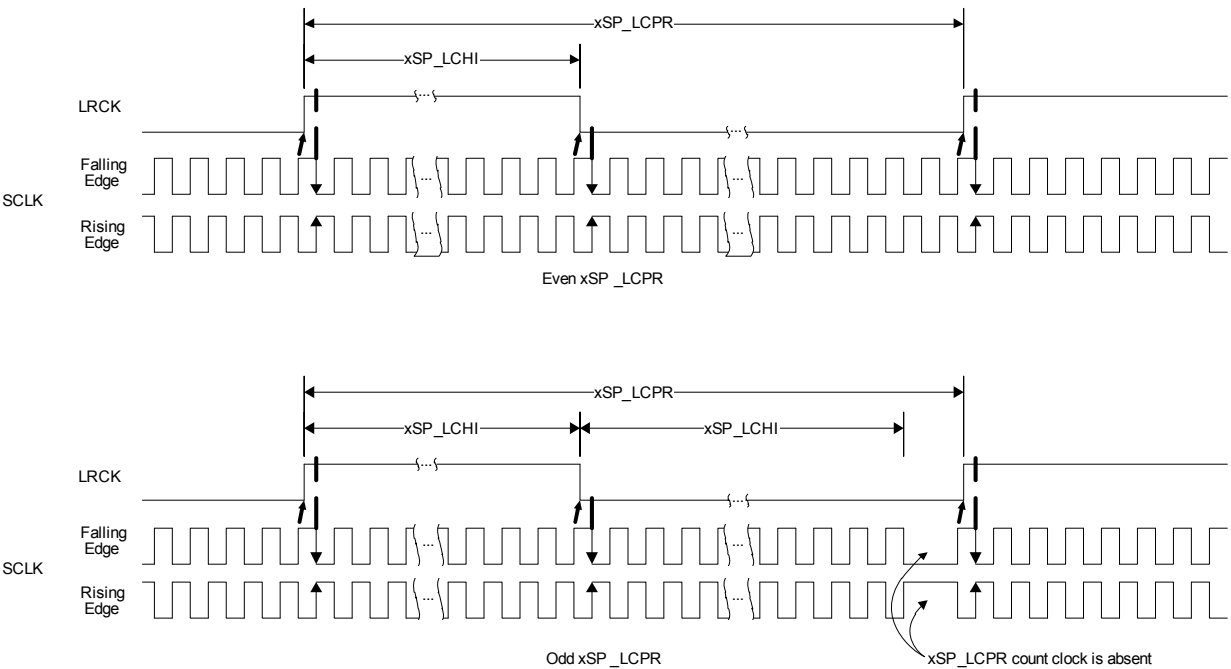 xSP_LCPR
xSP_LCHI
...
LRCK
...
Falling
Edge
...
...
SCLK
Rising
Edge
...
...
Even xSP _LCPR
xSP_LCPR
xSP_LCHI xSP_LCHI
...
LRCK
...
Falling
Edge
...
...
SCLK
Rising
Edge
...
...
Odd xSP _LCPR
xSP_LCPR count clock is absent